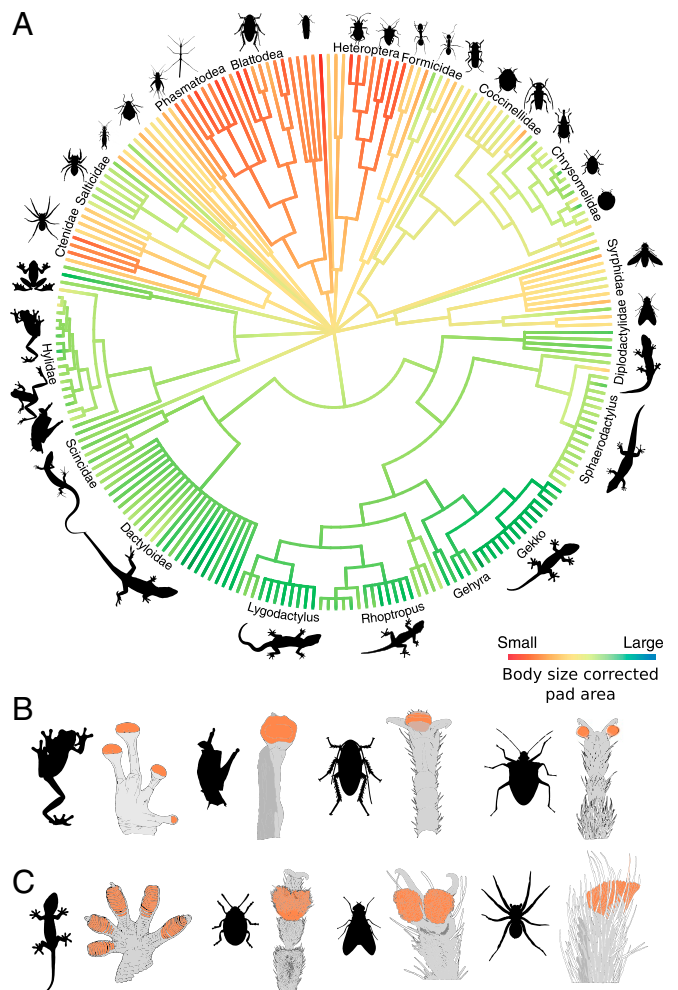 A
Phasmatodea
Blattodea
Heteroptera
Formicidae
Coccinellidae
Chrysomelidae
Syrphidae
Diplodactylidae
Sphaerodactylus
Gekko
Gehyra
Rhoptropus
Lygodactylus
Dactyloidae
Scincidae
Hylidae
Ctenidae
Salticidae
Small
Large
Body size corrected
pad area
B
C